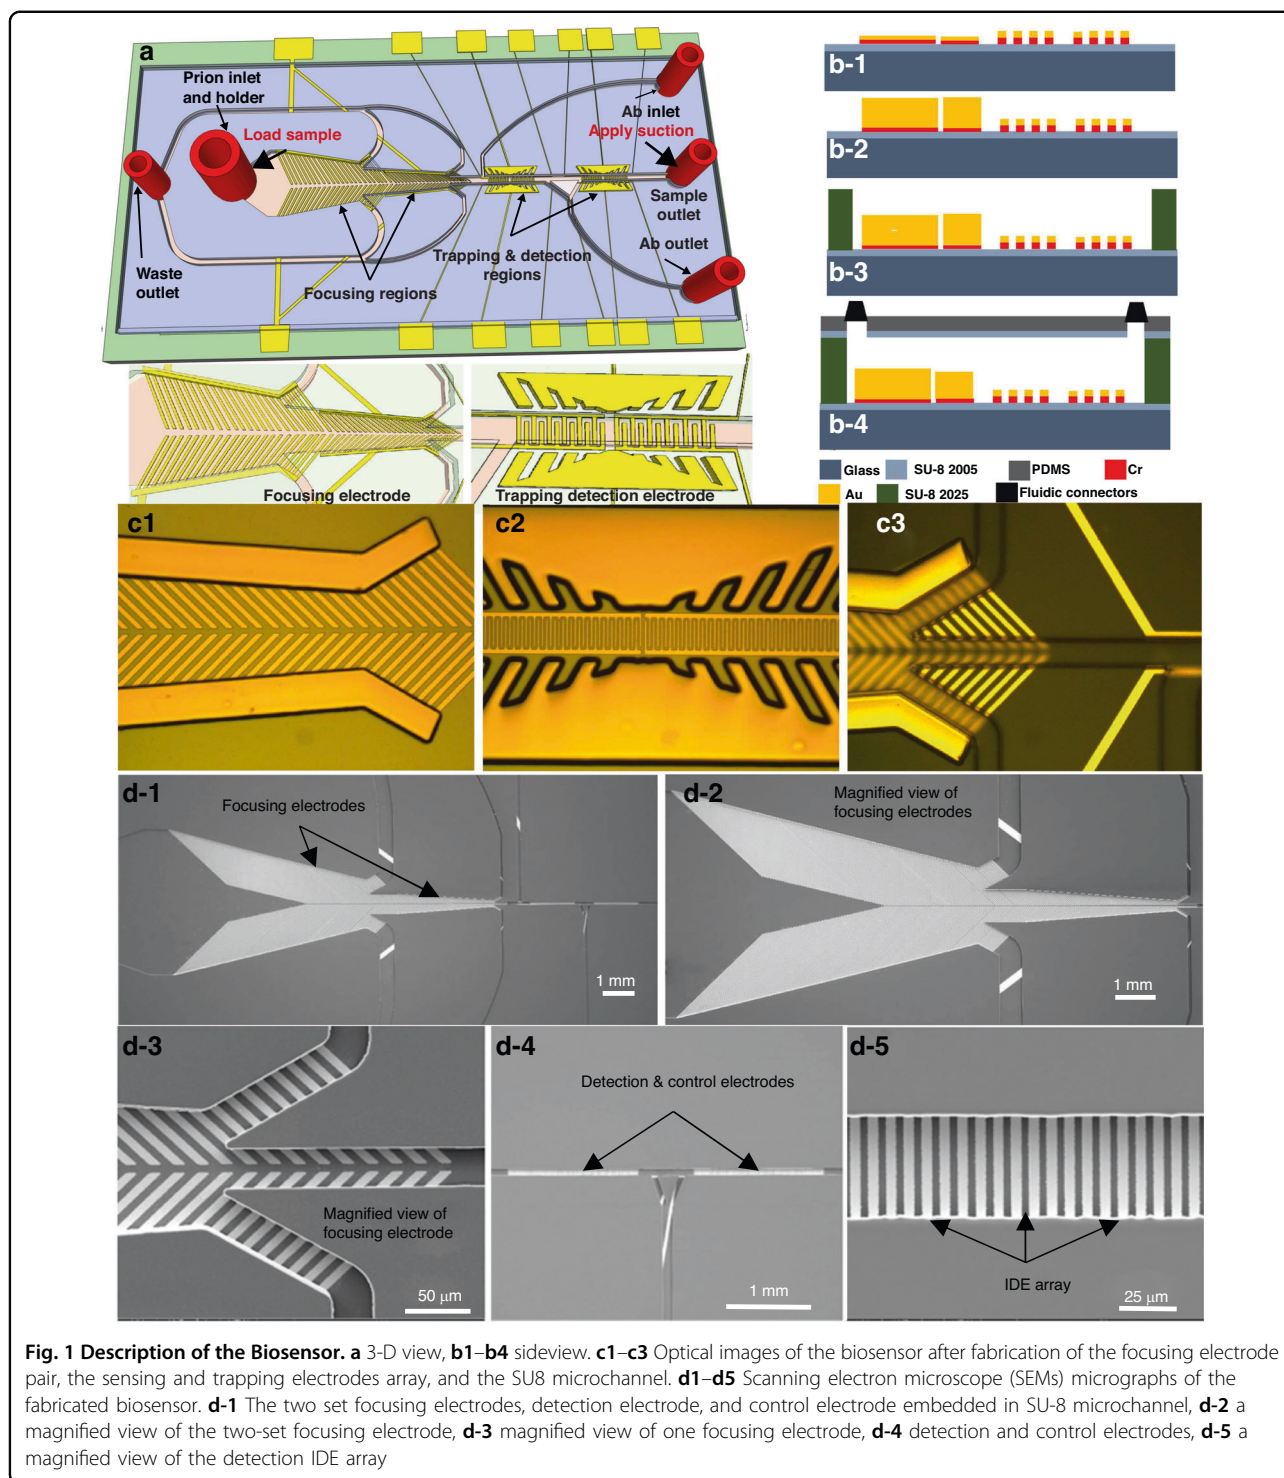 a
Prion inlet
and holder
Load sample
Ab inlet
Apply suction
Sample
outlet
Ab outlet
Waste
outlet
Focusing regions
Trapping & detection
regions
Focusing electrode
Trapping detection electrode
b-1
b-2
b-3
b-4
Glass SU-8 2005 PDMS Cr
Au SU-8 2025 Fluidic connectors
c1
c2
c3
d-1
Focusing electrodes
1 mm
d-2
Magnified view of
focusing electrodes
1 mm
d-3
Magnified view of
focusing electrode
50 μm
d-4
Detection & control electrodes
1 mm
d-5
IDE array
25 μm
Fig. 1 Description of the Biosensor. a 3-D view, b1–b4 sideview. c1–c3 Optical images of the biosensor after fabrication of the focusing electrode
pair, the sensing and trapping electrodes array, and the SU8 microchannel. d1–d5 Scanning electron microscope (SEMs) micrographs of the
fabricated biosensor. d-1 The two set focusing electrodes, detection electrode, and control electrode embedded in SU-8 microchannel, d-2 a
magnified view of the two-set focusing electrode, d-3 magnified view of one focusing electrode, d-4 detection and control electrodes, d-5 a
magnified view of the detection IDE array